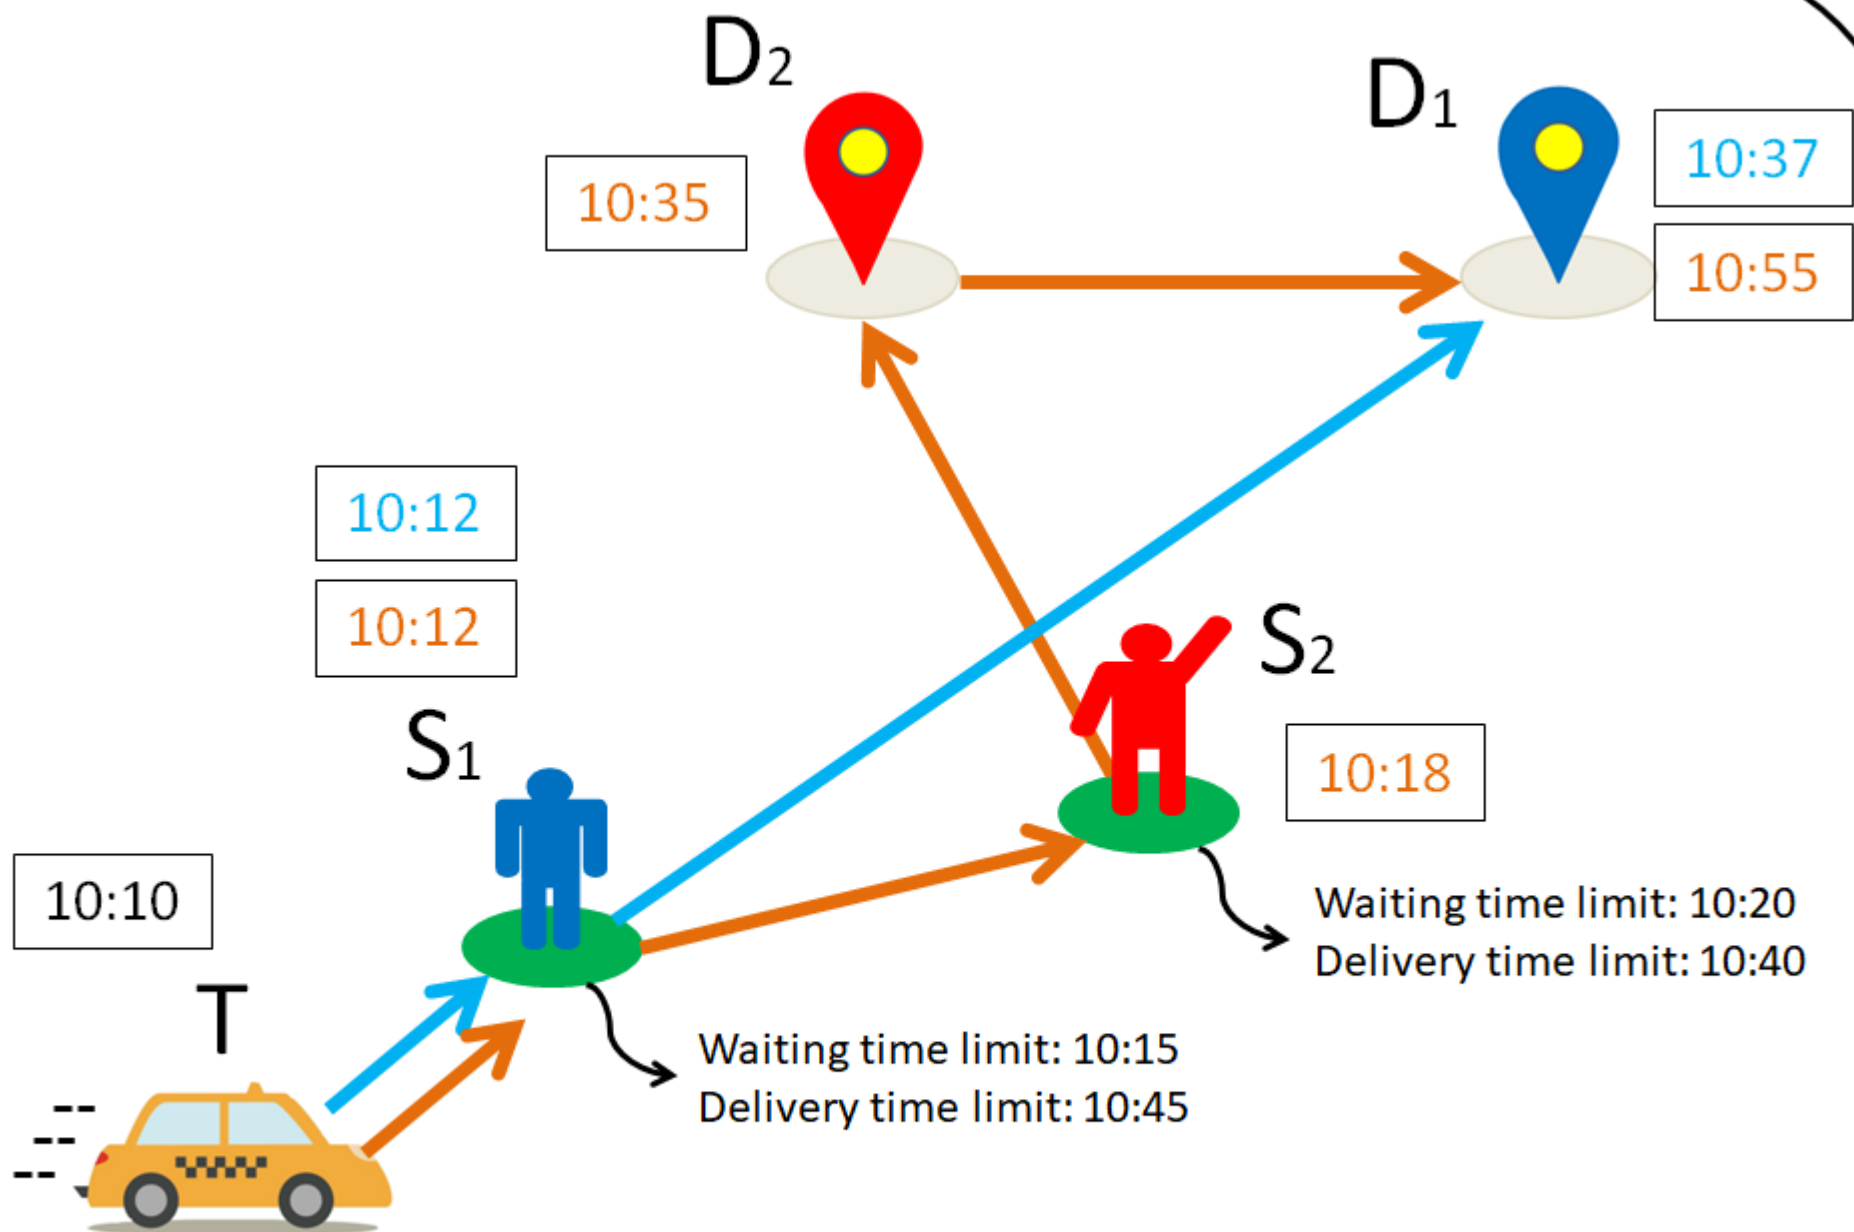 D2
D1
10:37
10:35
10:55
10:12
10:12
S2
S1
10:18
10:10
Waiting time limit: 10:20
Delivery time limit: 10:40
T
Waiting time limit: 10:15
Delivery time limit: 10:45